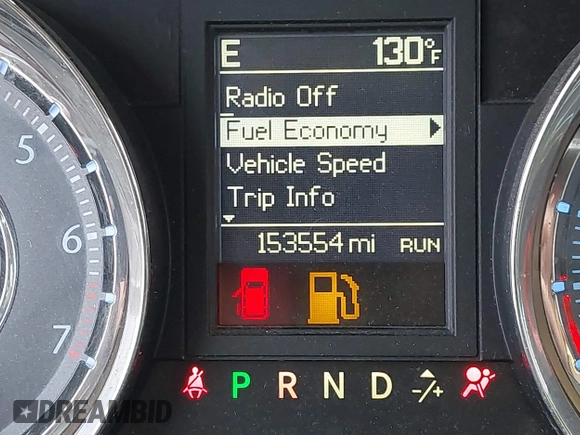 E 130°F
Radio Off
Fuel Economy
Vehicle Speed
Trip Info
153554 mi RUN
5
6
7
P R N D -/+
DREAMBID